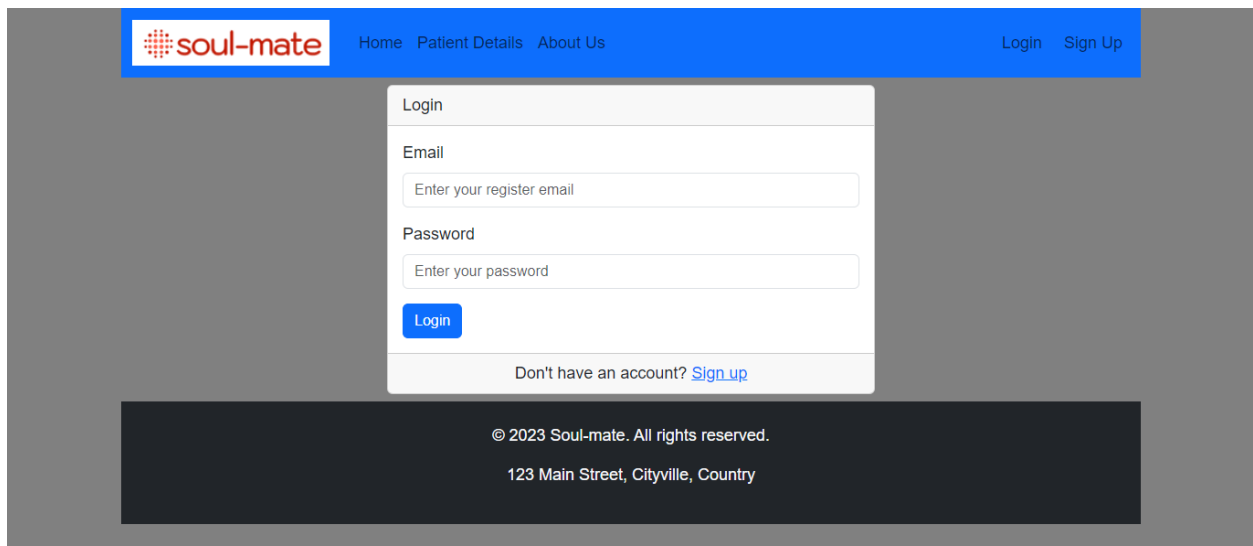 soul-mate Home Patient Details About Us Login Sign Up
Login
Email
Enter your register email
Password
Enter your password
Login
Don't have an account? Sign up
© 2023 Soul-mate. All rights reserved.
123 Main Street, Cityville, Country